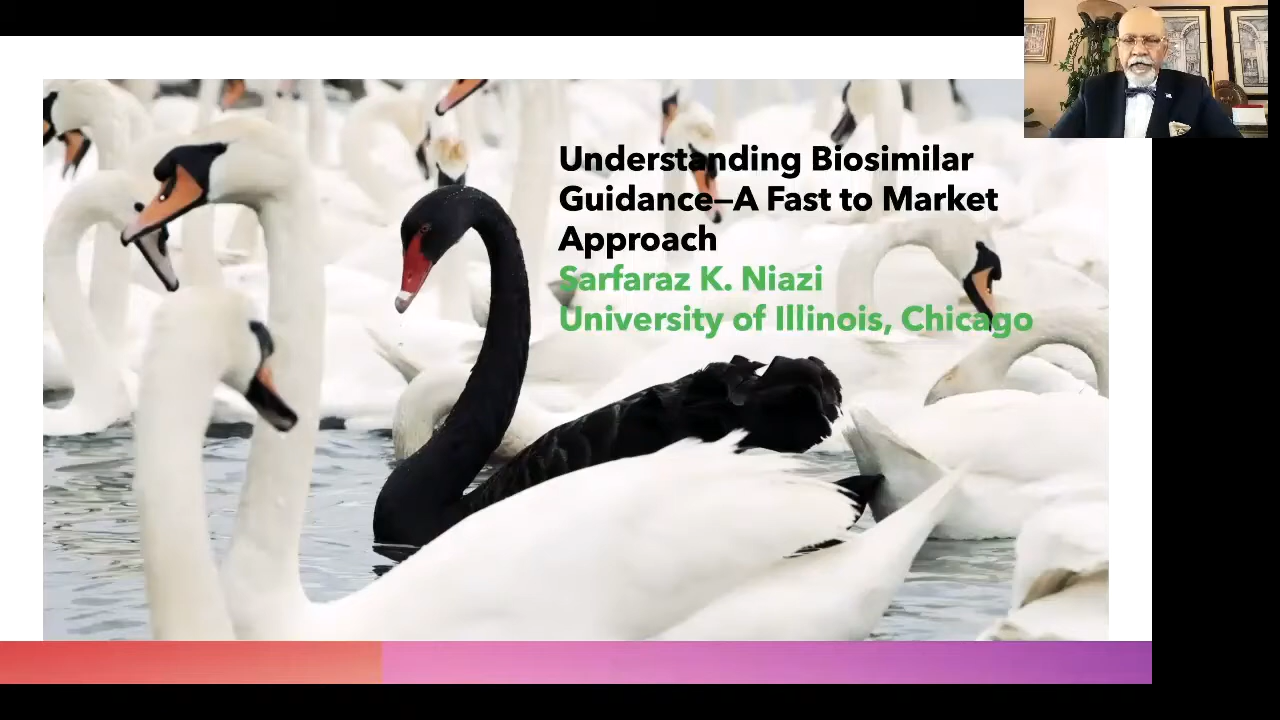 Understanding Biosimilar
Guidance—A Fast to Market
Approach
Sarfaraz K. Niazi
University of Illinois, Chicago